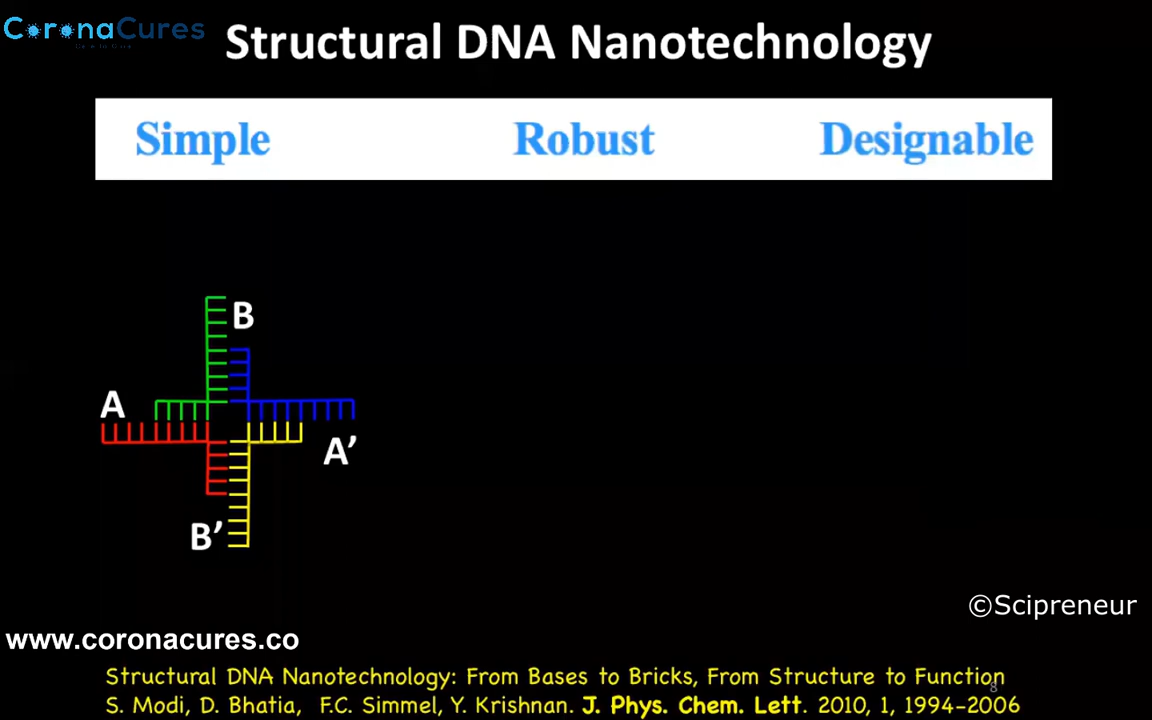 CoronaCures
Structural DNA Nanotechnology
Simple Robust Designable
B
A
A’
B’
©Scipreneur
www.coronacures.co
Structural DNA Nanotechnology: From Bases to Bricks, From Structure to Function
8
S. Modi, D. Bhatia, F.C. Simmel, Y. Krishnan. J. Phys. Chem. Lett. 2010, 1, 1994–2006